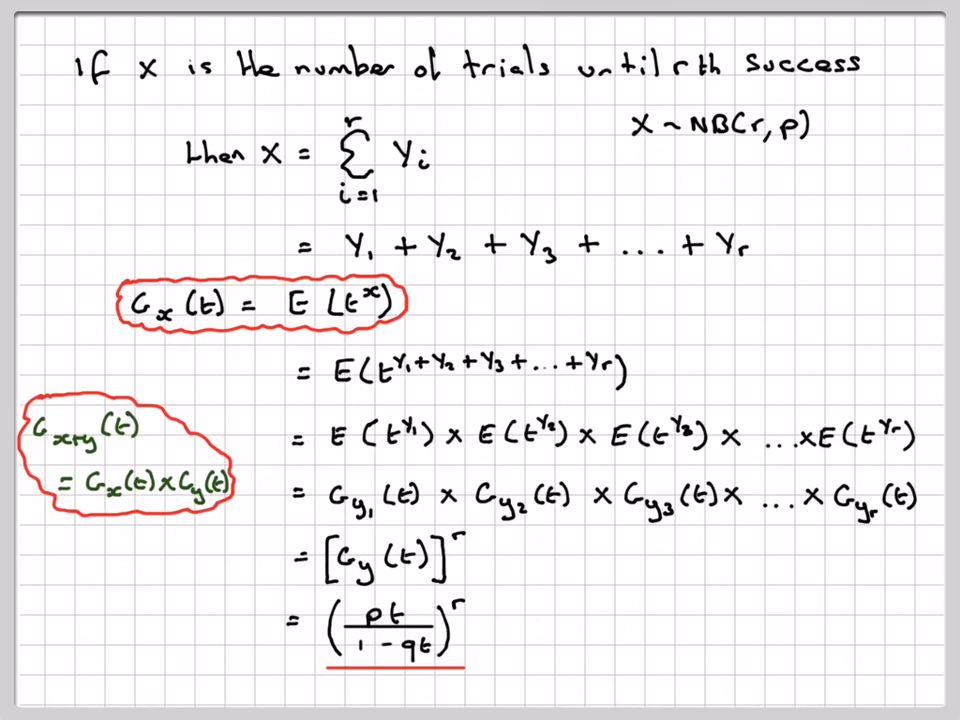 If x is the number of trials until rth success
X ~ NB(r, p)
then X = Σ_{i=1}^{r} Y_i
= Y₁ + Y₂ + Y₃ + ... + Y_r
G_x(t) = E(t^x)
= E(t^{Y₁+Y₂+Y₃+...+Y_r})
G_{x+y}(t)
= G_x(t) × G_y(t)
= E(t^{Y₁}) × E(t^{Y₂}) × E(t^{Y₃}) × ... × E(t^{Y_r})
= G_{y₁}(t) × G_{y₂}(t) × G_{y₃}(t) × ... × G_{y_r}(t)
= [G_y(t)]^r
= (pt / (1 - qt))^r